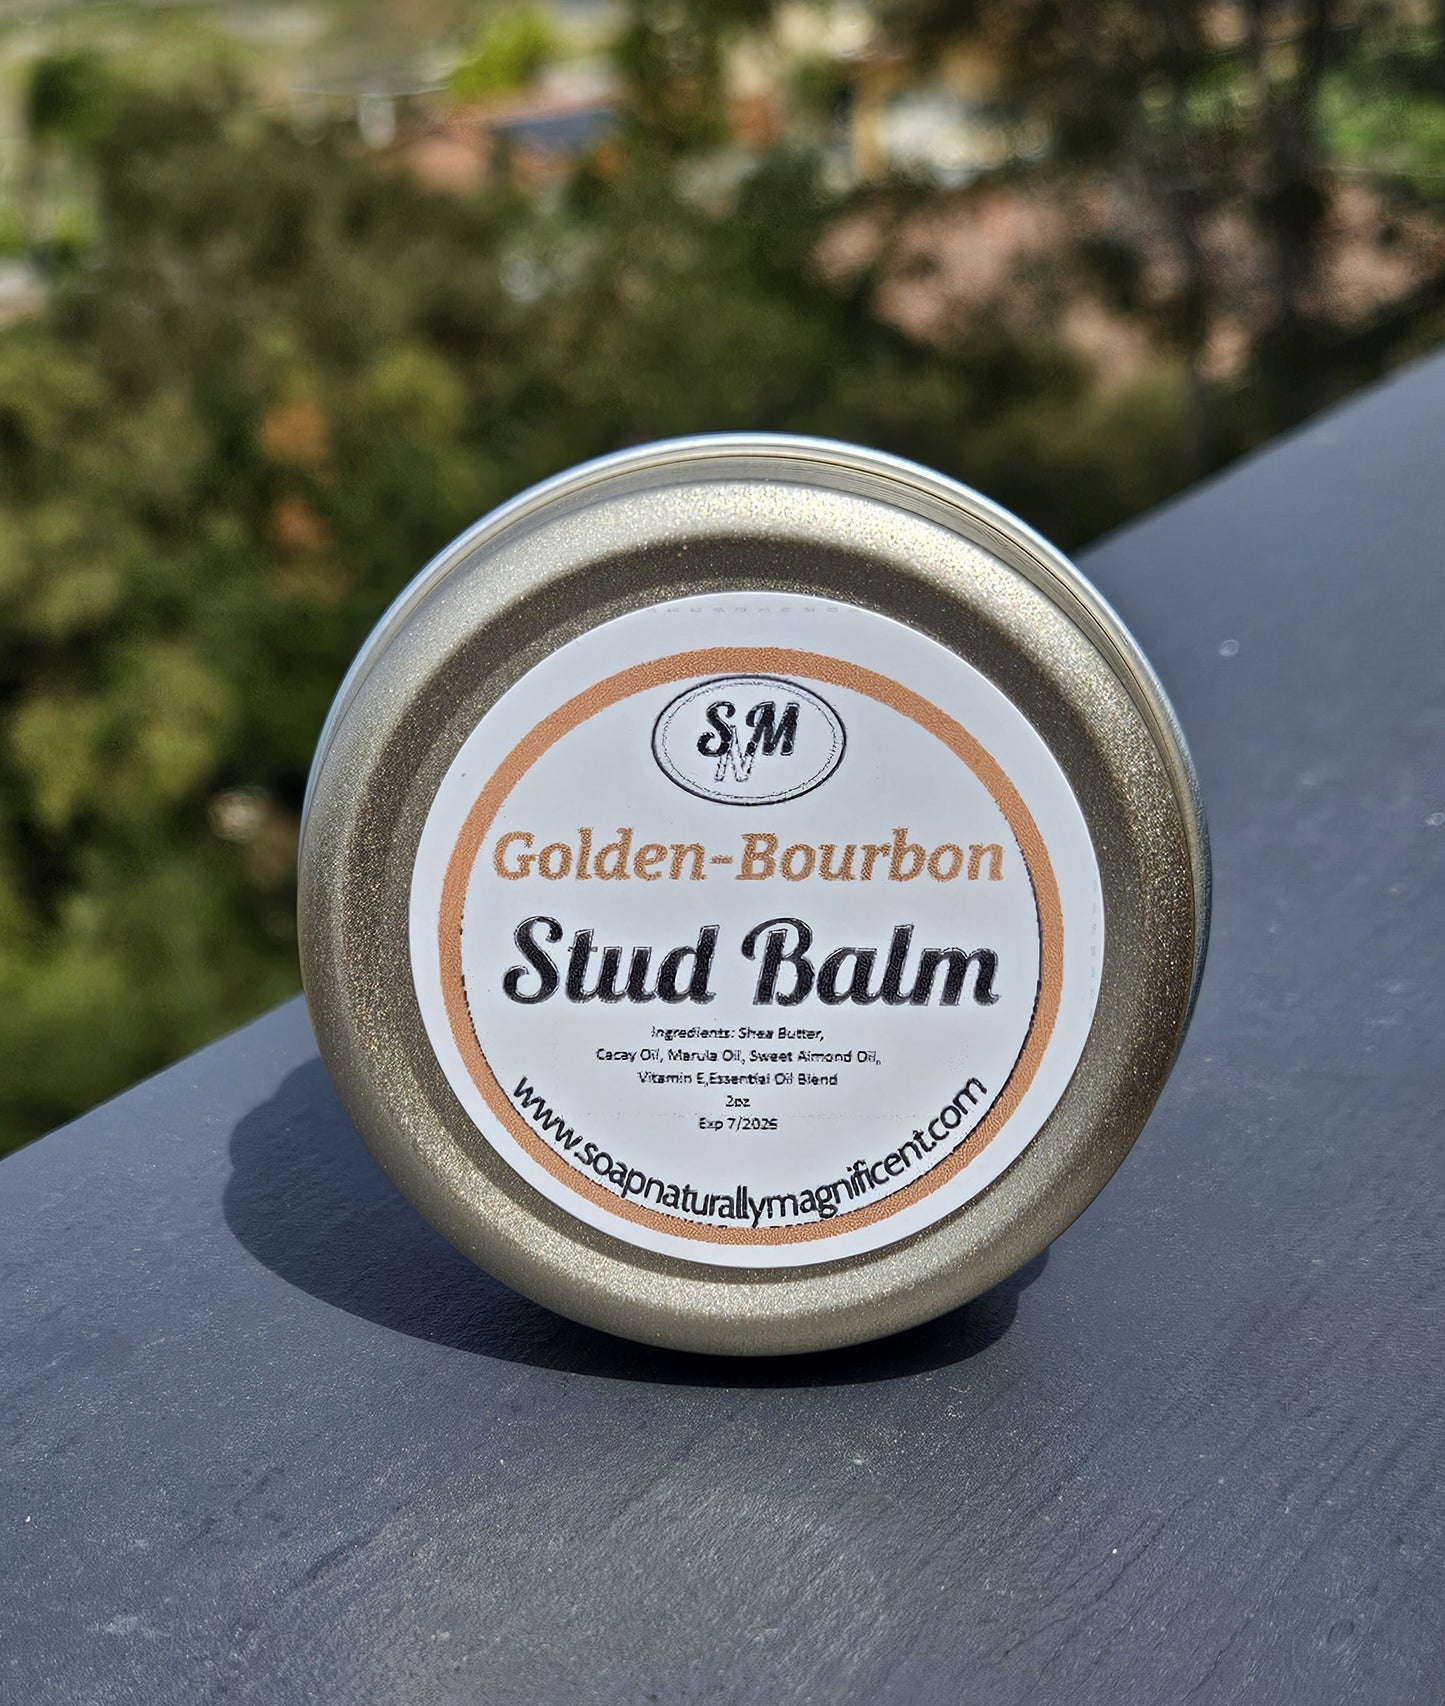 SNM
Golden-Bourbon
Stud Balm
Ingredients: Shea Butter,
Cacay Oil, Marula Oil, Sweet Almond Oil,
Vitamin E,Essential Oil Blend
2oz
Exp 7/2025
www.soapnaturallymagnificent.com